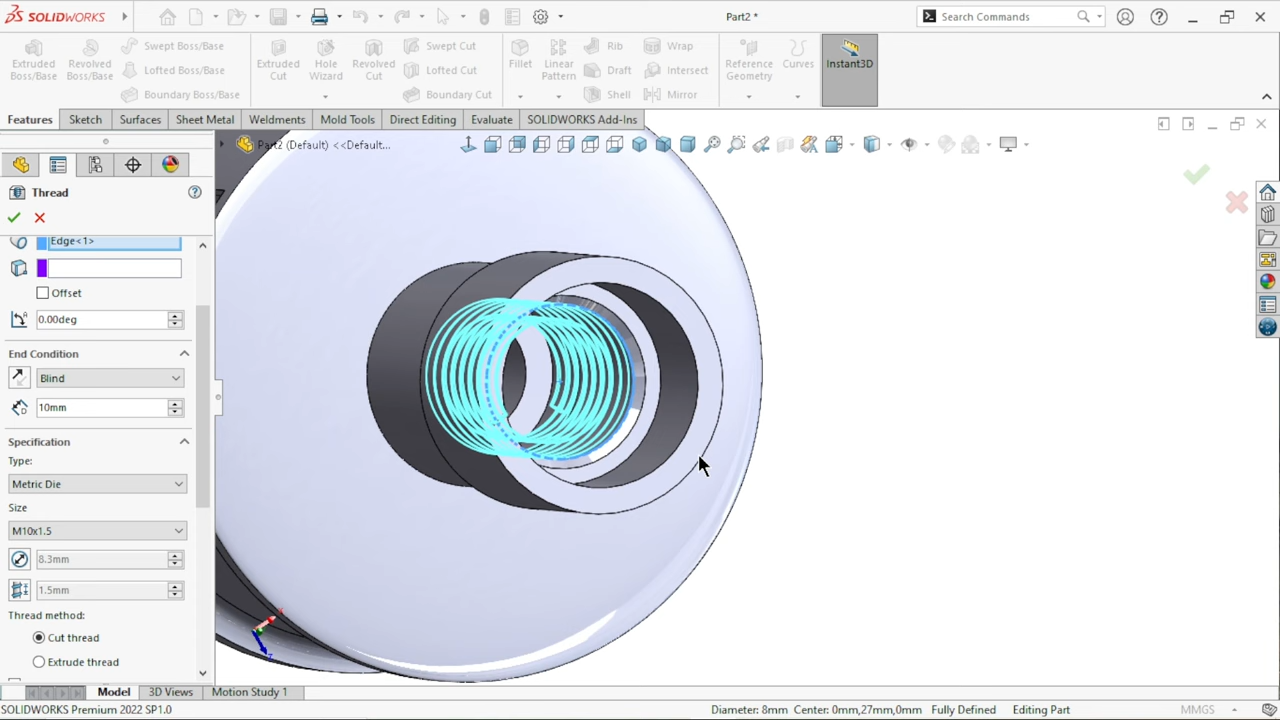 SOLIDWORKS
Part2 *
Search Commands
Extruded Boss/Base
Revolved Boss/Base
Swept Boss/Base
Lofted Boss/Base
Boundary Boss/Base
Extruded Cut
Hole Wizard
Revolved Cut
Swept Cut
Lofted Cut
Boundary Cut
Fillet
Linear Pattern
Rib
Draft
Shell
Wrap
Intersect
Mirror
Reference Geometry
Curves
Instant3D
Features
Sketch
Surfaces
Sheet Metal
Weldments
Mold Tools
Direct Editing
Evaluate
SOLIDWORKS Add-Ins
Part2 (Default) <<Default...
Thread
Edge<1>
Offset
0.00deg
End Condition
Blind
10mm
Specification
Type:
Metric Die
Size
M10x1.5
8.3mm
1.5mm
Thread method:
Cut thread
Extrude thread
Model
3D Views
Motion Study 1
SOLIDWORKS Premium 2022 SP1.0
Diameter: 8mm Center: 0mm,27mm,0mm
Fully Defined
Editing Part
MMGS